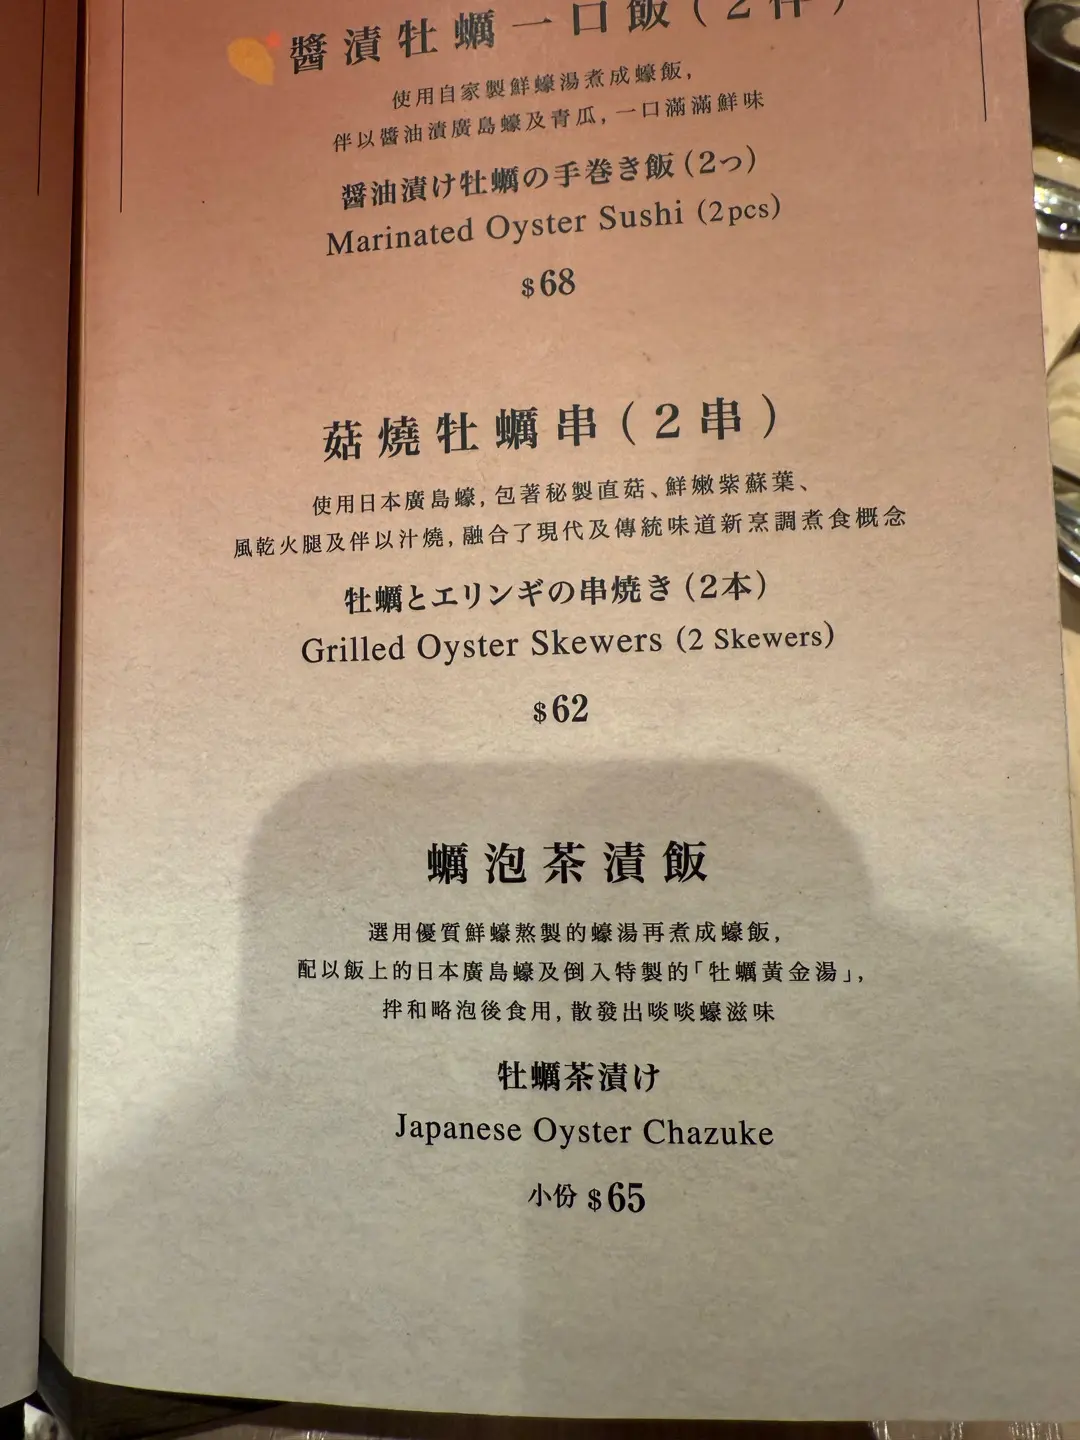 醬漬牡蠣一口飯(2件)
使用自家製鮮蠔湯煮成蠔飯,
伴以醬油漬廣島蠔及青瓜, 一口滿滿鮮味
醤油漬け牡蠣の手巻き飯(2っ)
Marinated Oyster Sushi (2pcs)
$68
菇燒牡蠣串(2串)
使用日本廣島蠔, 包著秘製直菇、鮮嫩紫蘇葉、
風乾火腿及伴以汁燒, 融合了現代及傳統味道新烹調煮食概念
牡蠣とエリンギの串焼き(2本)
Grilled Oyster Skewers (2 Skewers)
$62
蠣泡茶漬飯
選用優質鮮蠔熬製的蠔湯再煮成蠔飯,
配以飯上的日本廣島蠔及倒入特製的「牡蠣黃金湯」,
拌和略泡後食用, 散發出啖啖蠔滋味
牡蠣茶漬け
Japanese Oyster Chazuke
小份 $65